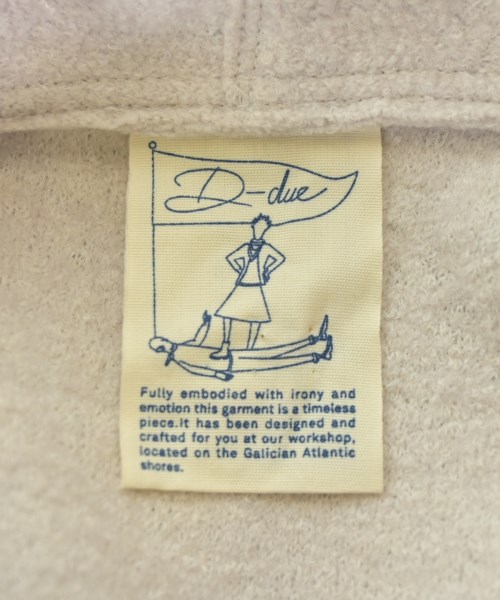 D-due
Fully embodied with irony and
emotion this garment is a timeless
piece.it has been designed and
crafted for you at our workshop,
located on the Galician Atlantic
shores.